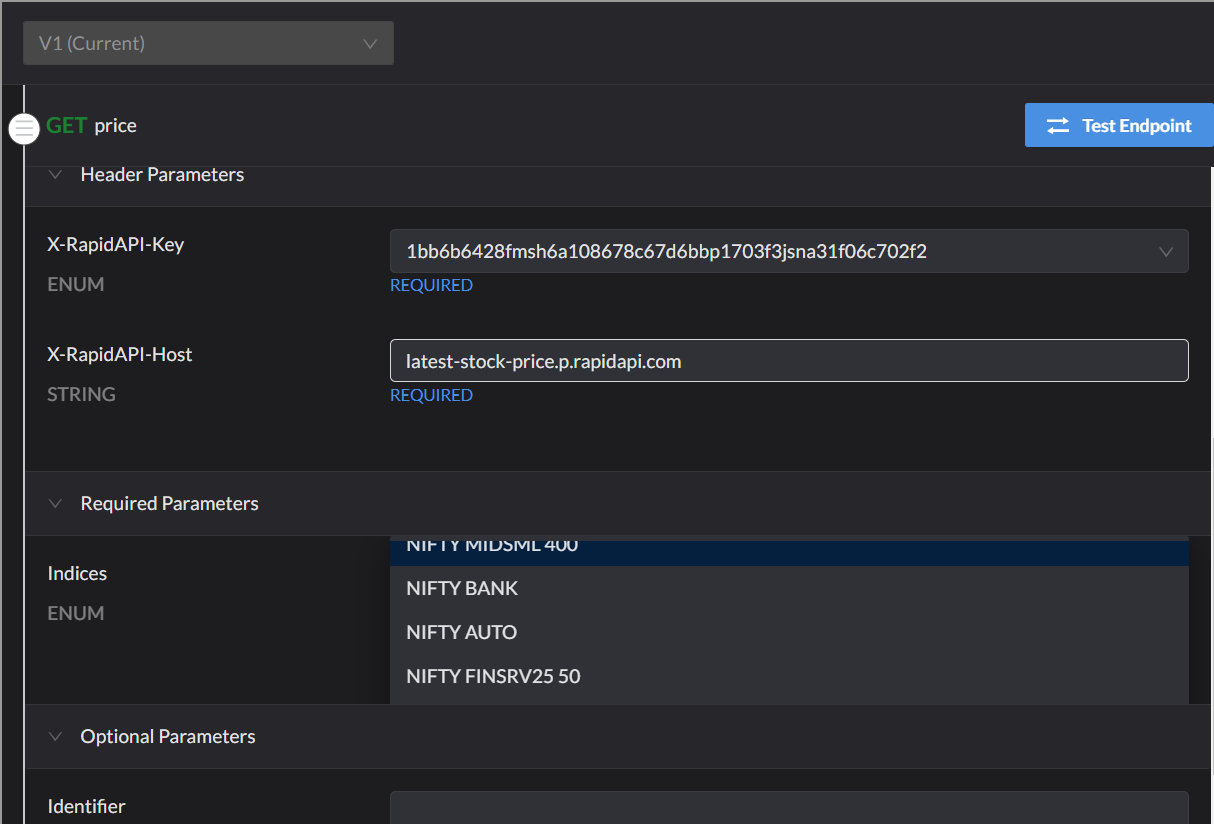 V1 (Current)
GET price
Test Endpoint
Header Parameters
X-RapidAPI-Key
1bb6b6428fmsh6a108678c67d6bbp1703f3jsna31f06c702f2
ENUM
REQUIRED
X-RapidAPI-Host
latest-stock-price.p.rapidapi.com
STRING
REQUIRED
Required Parameters
NIFTY MIDSML 400
Indices
NIFTY BANK
ENUM
NIFTY AUTO
NIFTY FINSRV25 50
Optional Parameters
Identifier